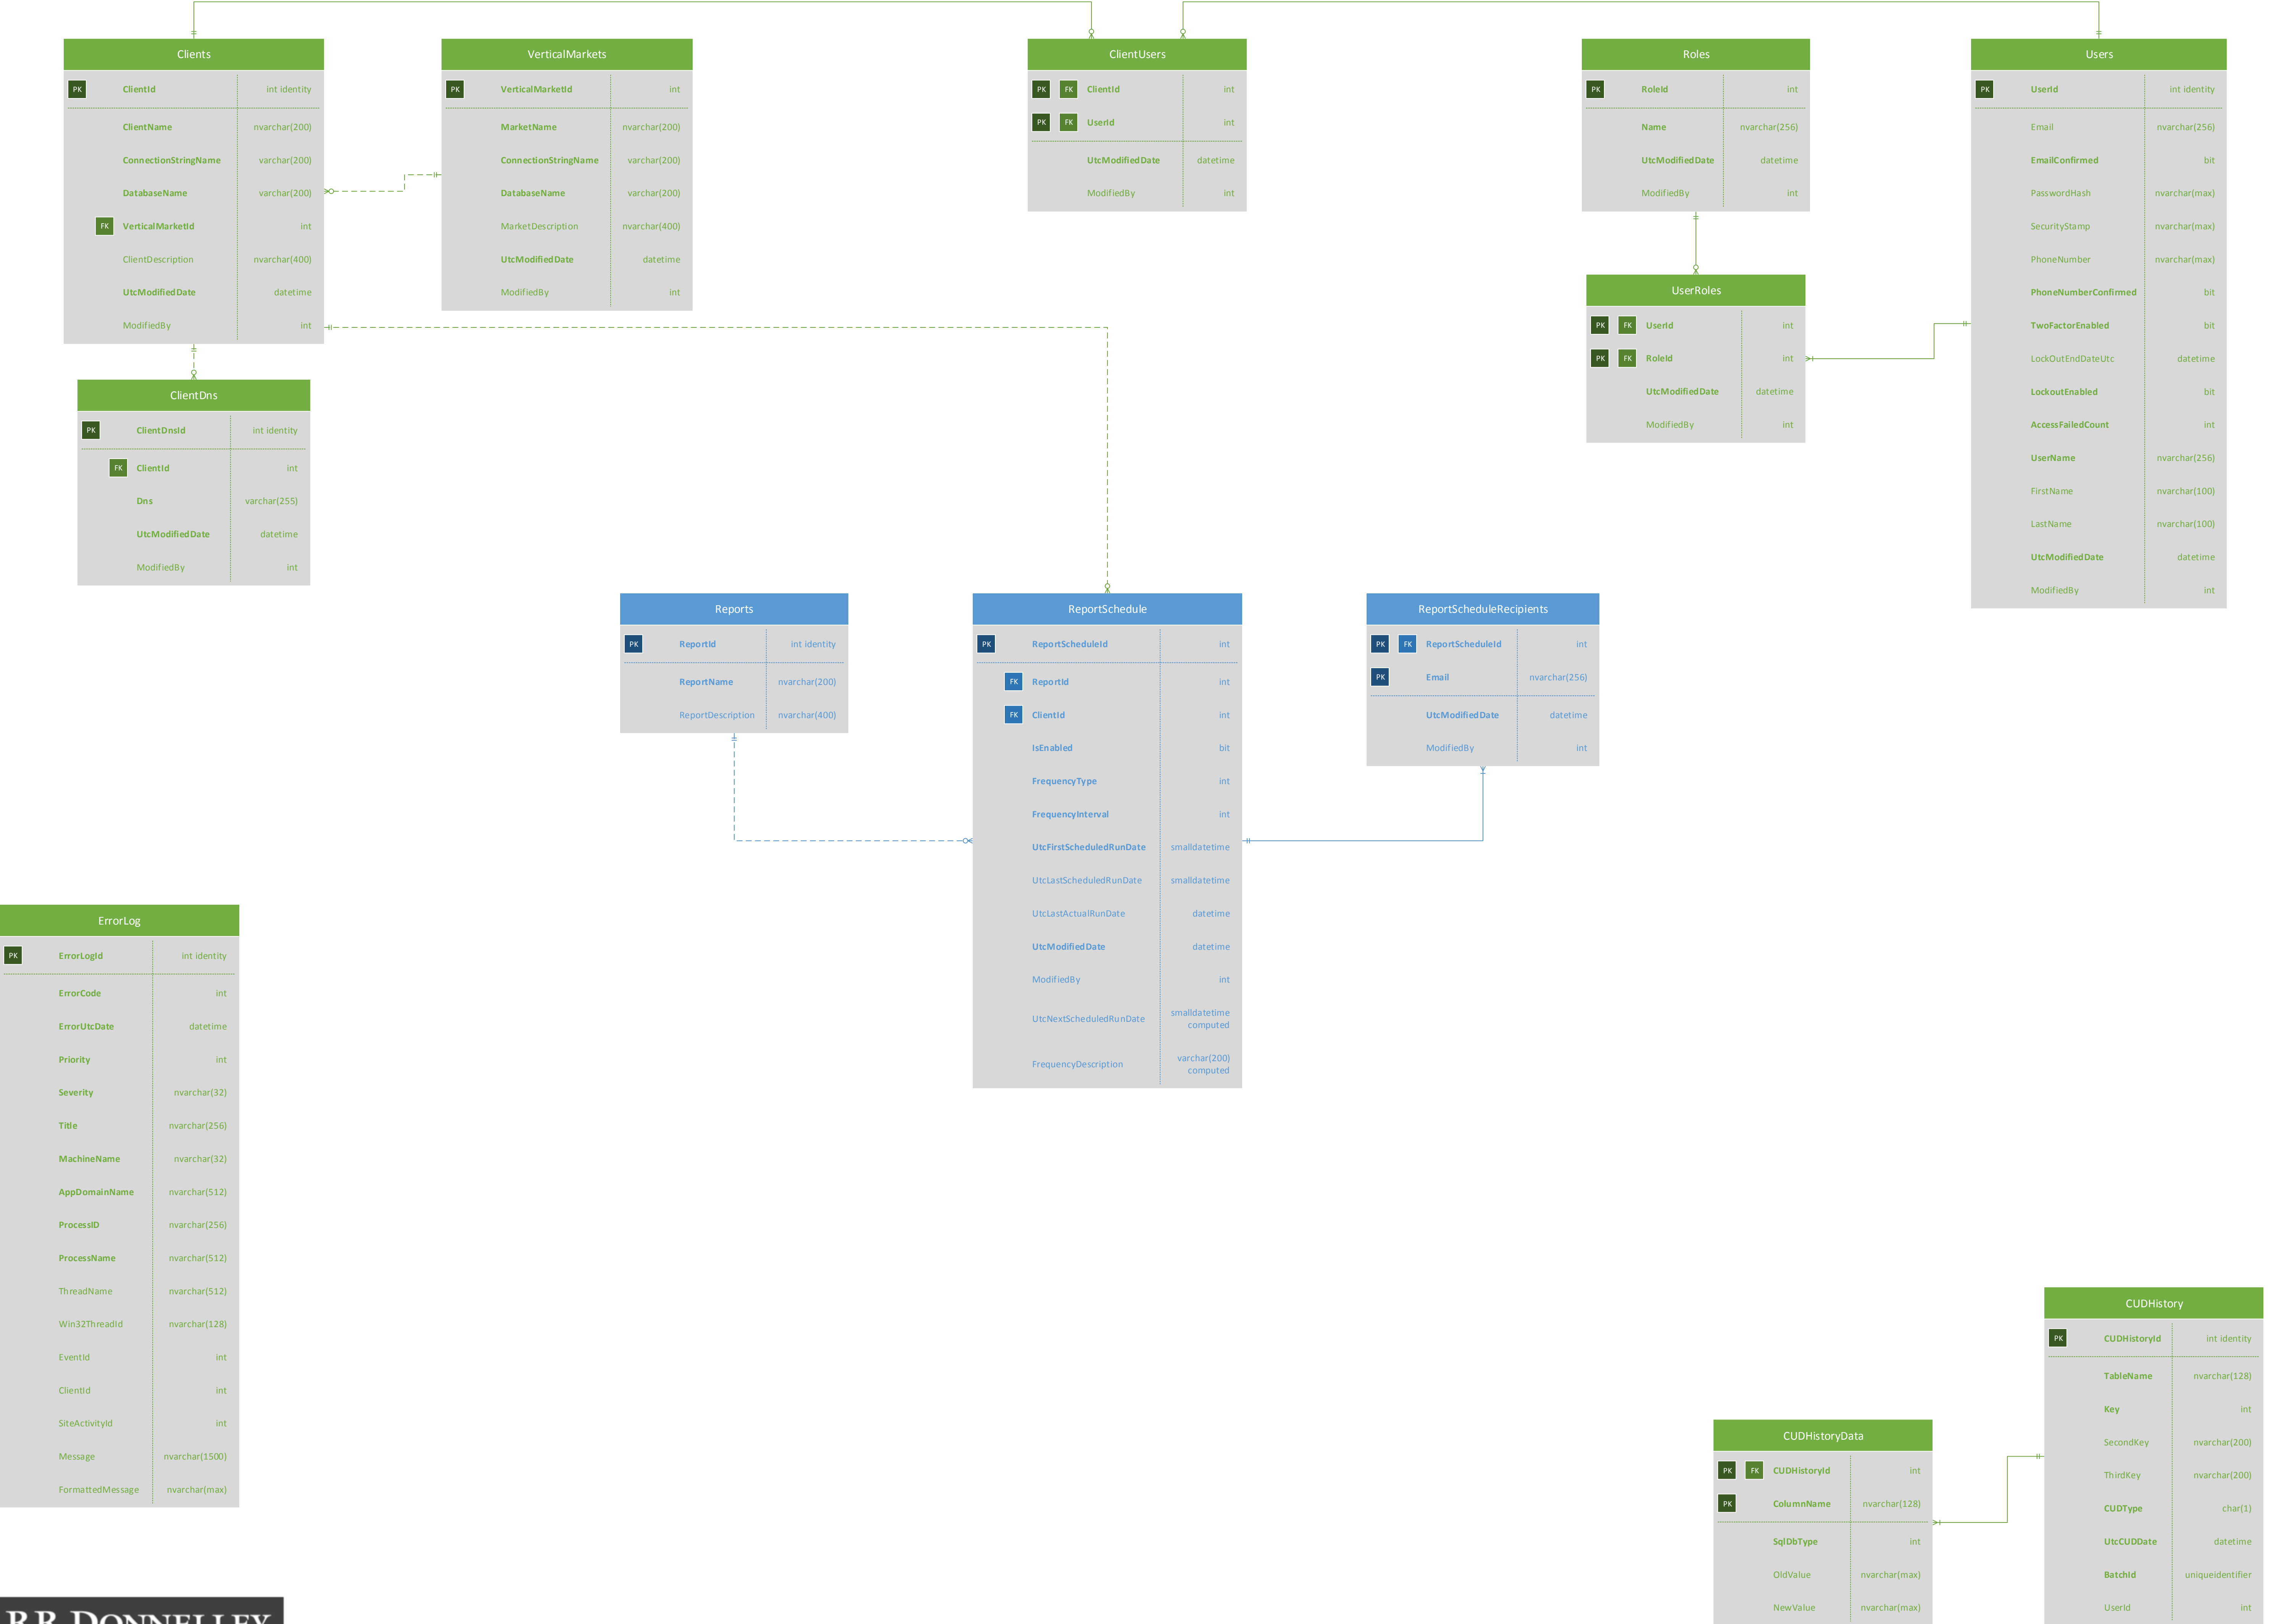 Clients
PK ClientId int identity
ClientName nvarchar(200)
ConnectionStringName varchar(200)
DatabaseName varchar(200)
FK VerticalMarketId int
ClientDescription nvarchar(400)
UtcModifiedDate datetime
ModifiedBy int
VerticalMarkets
PK VerticalMarketId int
MarketName nvarchar(200)
ConnectionStringName varchar(200)
DatabaseName varchar(200)
MarketDescription nvarchar(400)
UtcModifiedDate datetime
ModifiedBy int
ClientUsers
PK FK ClientId int
PK FK UserId int
UtcModifiedDate datetime
ModifiedBy int
Roles
PK RoleId int
Name nvarchar(256)
UtcModifiedDate datetime
ModifiedBy int
Users
PK UserId int identity
Email nvarchar(256)
EmailConfirmed bit
PasswordHash nvarchar(max)
SecurityStamp nvarchar(max)
PhoneNumber nvarchar(max)
PhoneNumberConfirmed bit
TwoFactorEnabled bit
LockOutEndDateUtc datetime
LockoutEnabled bit
AccessFailedCount int
UserName nvarchar(256)
FirstName nvarchar(100)
LastName nvarchar(100)
UtcModifiedDate datetime
ModifiedBy int
UserRoles
PK FK UserId int
PK FK RoleId int
UtcModifiedDate datetime
ModifiedBy int
ClientDns
PK ClientDnsId int identity
FK ClientId int
Dns varchar(255)
UtcModifiedDate datetime
ModifiedBy int
Reports
PK ReportId int identity
ReportName nvarchar(200)
ReportDescription nvarchar(400)
ReportSchedule
PK ReportScheduleId int
FK ReportId int
FK ClientId int
IsEnabled bit
FrequencyType int
FrequencyInterval int
UtcFirstScheduledRunDate smalldatetime
UtcLastScheduledRunDate smalldatetime
UtcLastActualRunDate datetime
UtcModifiedDate datetime
ModifiedBy int
UtcNextScheduledRunDate smalldatetime
computed
FrequencyDescription varchar(200)
computed
ReportScheduleRecipients
PK FK ReportScheduleId int
PK Email nvarchar(256)
UtcModifiedDate datetime
ModifiedBy int
ErrorLog
PK ErrorLogId int identity
ErrorCode int
ErrorUtcDate datetime
Priority int
Severity nvarchar(32)
Title nvarchar(256)
MachineName nvarchar(32)
AppDomainName nvarchar(512)
ProcessID nvarchar(256)
ProcessName nvarchar(512)
ThreadName nvarchar(512)
Win32ThreadId nvarchar(128)
EventId int
ClientId int
SiteActivityId int
Message nvarchar(1500)
FormattedMessage nvarchar(max)
CUDHistory
PK CUDHistoryId int identity
TableName nvarchar(128)
Key int
SecondKey nvarchar(200)
ThirdKey nvarchar(200)
CUDType char(1)
UtcCUDDate datetime
BatchId uniqueidentifier
UserId int
CUDHistoryData
PK FK CUDHistoryId int
PK ColumnName nvarchar(128)
SqlDbType int
OldValue nvarchar(max)
NewValue nvarchar(max)
RR DONNELLEY